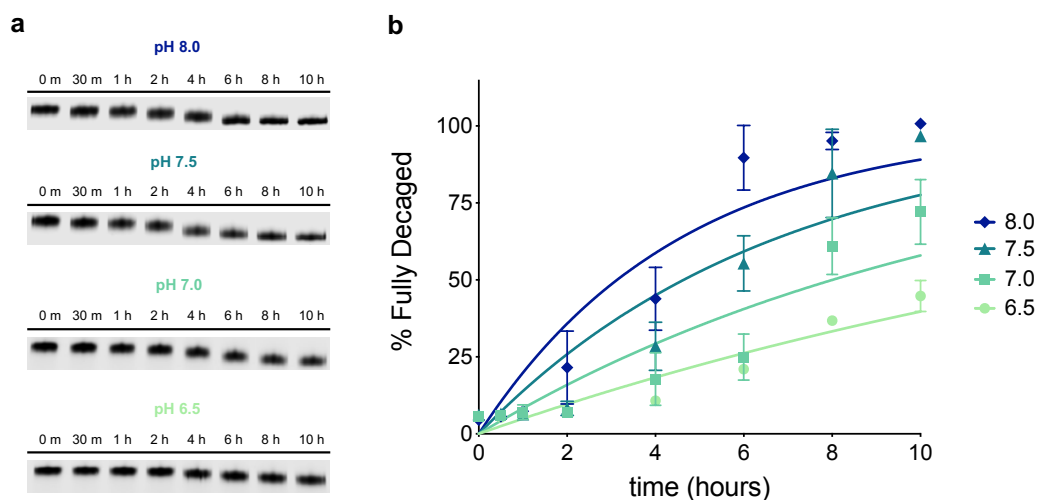 a
pH 8.0
0 m 30 m 1 h 2 h 4 h 6 h 8 h 10 h
pH 7.5
0 m 30 m 1 h 2 h 4 h 6 h 8 h 10 h
pH 7.0
0 m 30 m 1 h 2 h 4 h 6 h 8 h 10 h
pH 6.5
0 m 30 m 1 h 2 h 4 h 6 h 8 h 10 h
b
% Fully Decaged
100
75
50
25
0
0 2 4 6 8 10
time (hours)
8.0
7.5
7.0
6.5